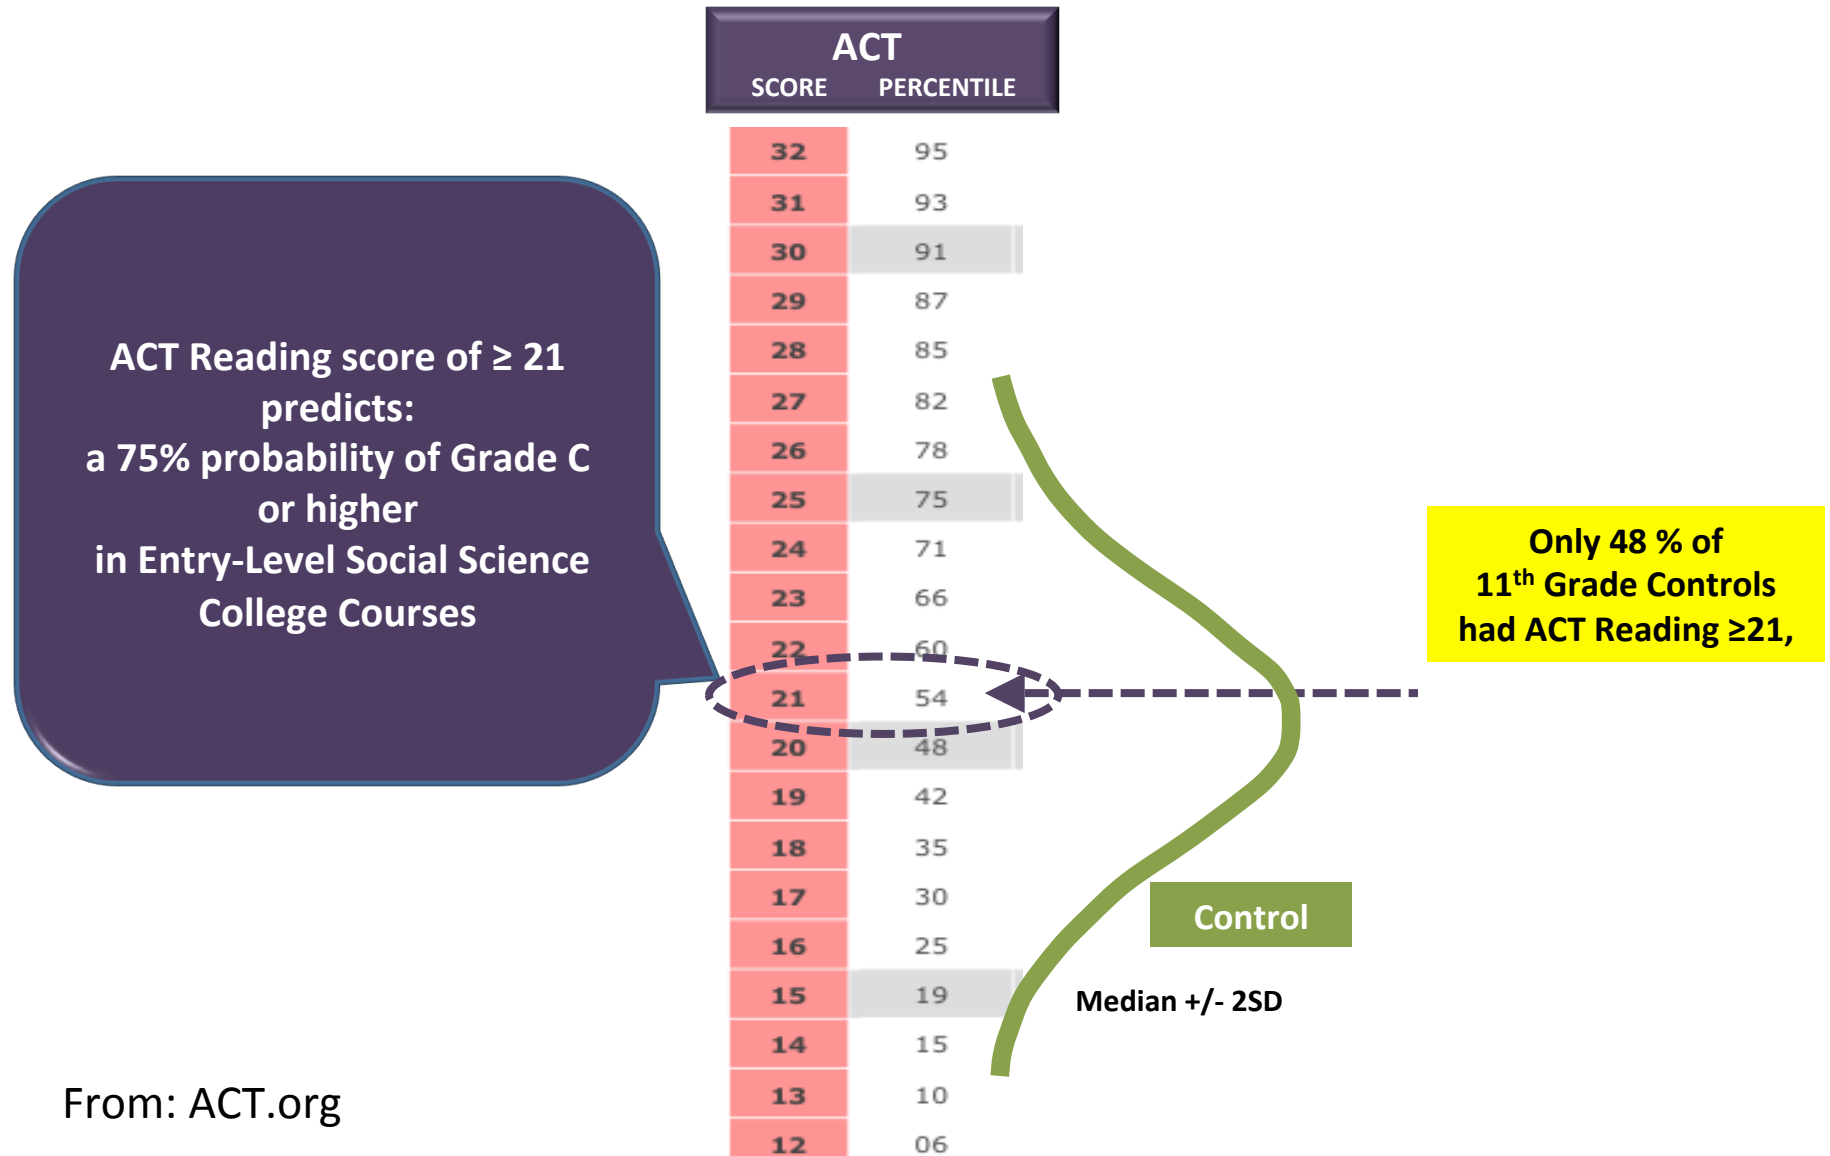 ACT
SCORE PERCENTILE
32 95
31 93
30 91
29 87
28 85
27 82
26 78
25 75
24 71
23 66
22 60
21 54
20 48
19 42
18 35
17 30
16 25
15 19
14 15
13 10
12 06
ACT Reading score of ≥ 21
predicts:
a 75% probability of Grade C
or higher
in Entry-Level Social Science
College Courses
Only 48 % of
11th Grade Controls
had ACT Reading ≥21,
Control
Median +/- 2SD
From: ACT.org